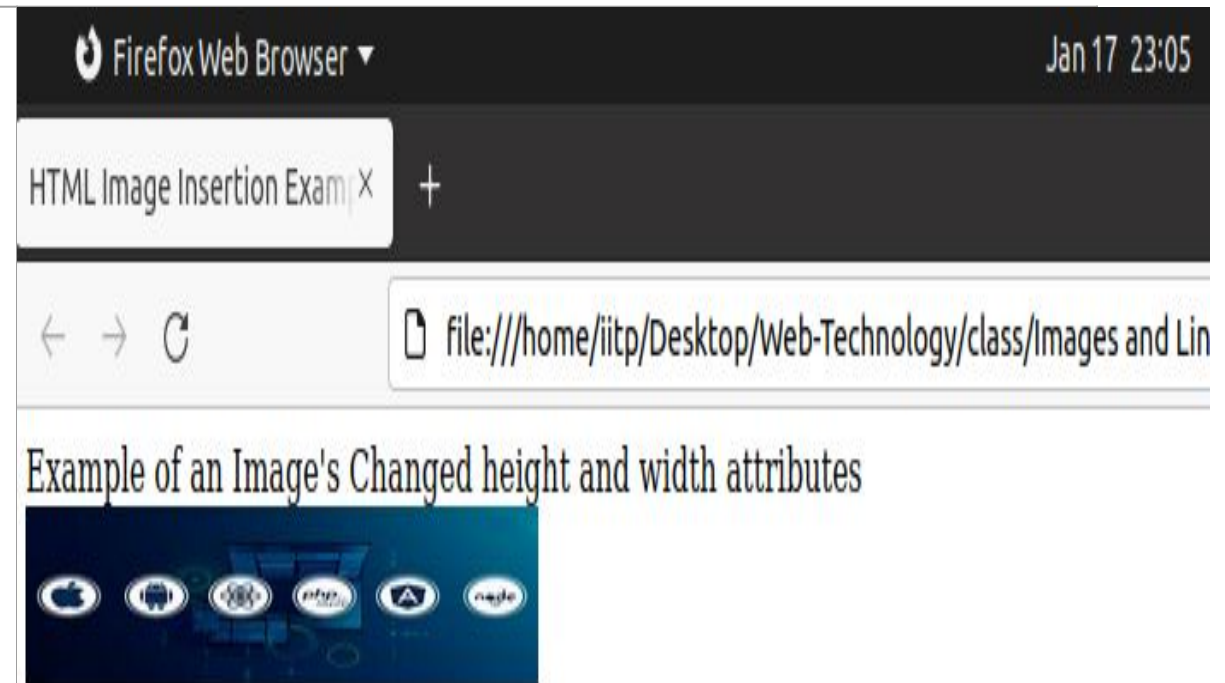 Firefox Web Browser
Jan 17 23:05
HTML Image Insertion Exam
file:///home/iitp/Desktop/Web-Technology/class/Images and Lin
Example of an Image's Changed height and width attributes
php
node